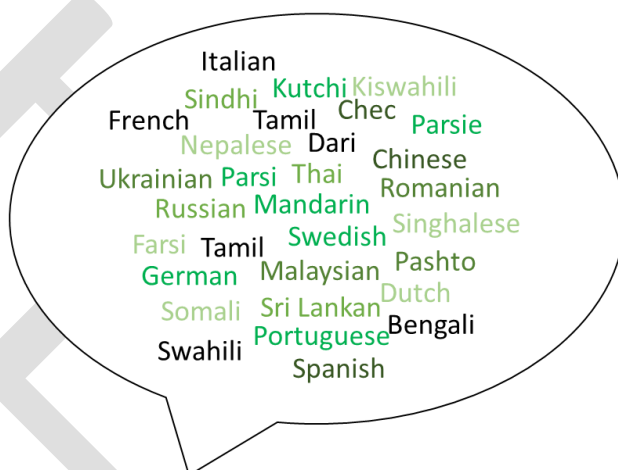 Italian
Kutchi Kiswahili
Sindhi
Chec
French Tamil
Parsie
Nepalese Dari
Chinese
Ukrainian Parsi Thai
Romanian
Russian Mandarin
Singhalese
Farsi Tamil Swedish
Pashto
German Malaysian
Dutch
Somali Sri Lankan
Bengali
Portuguese
Swahili
Spanish